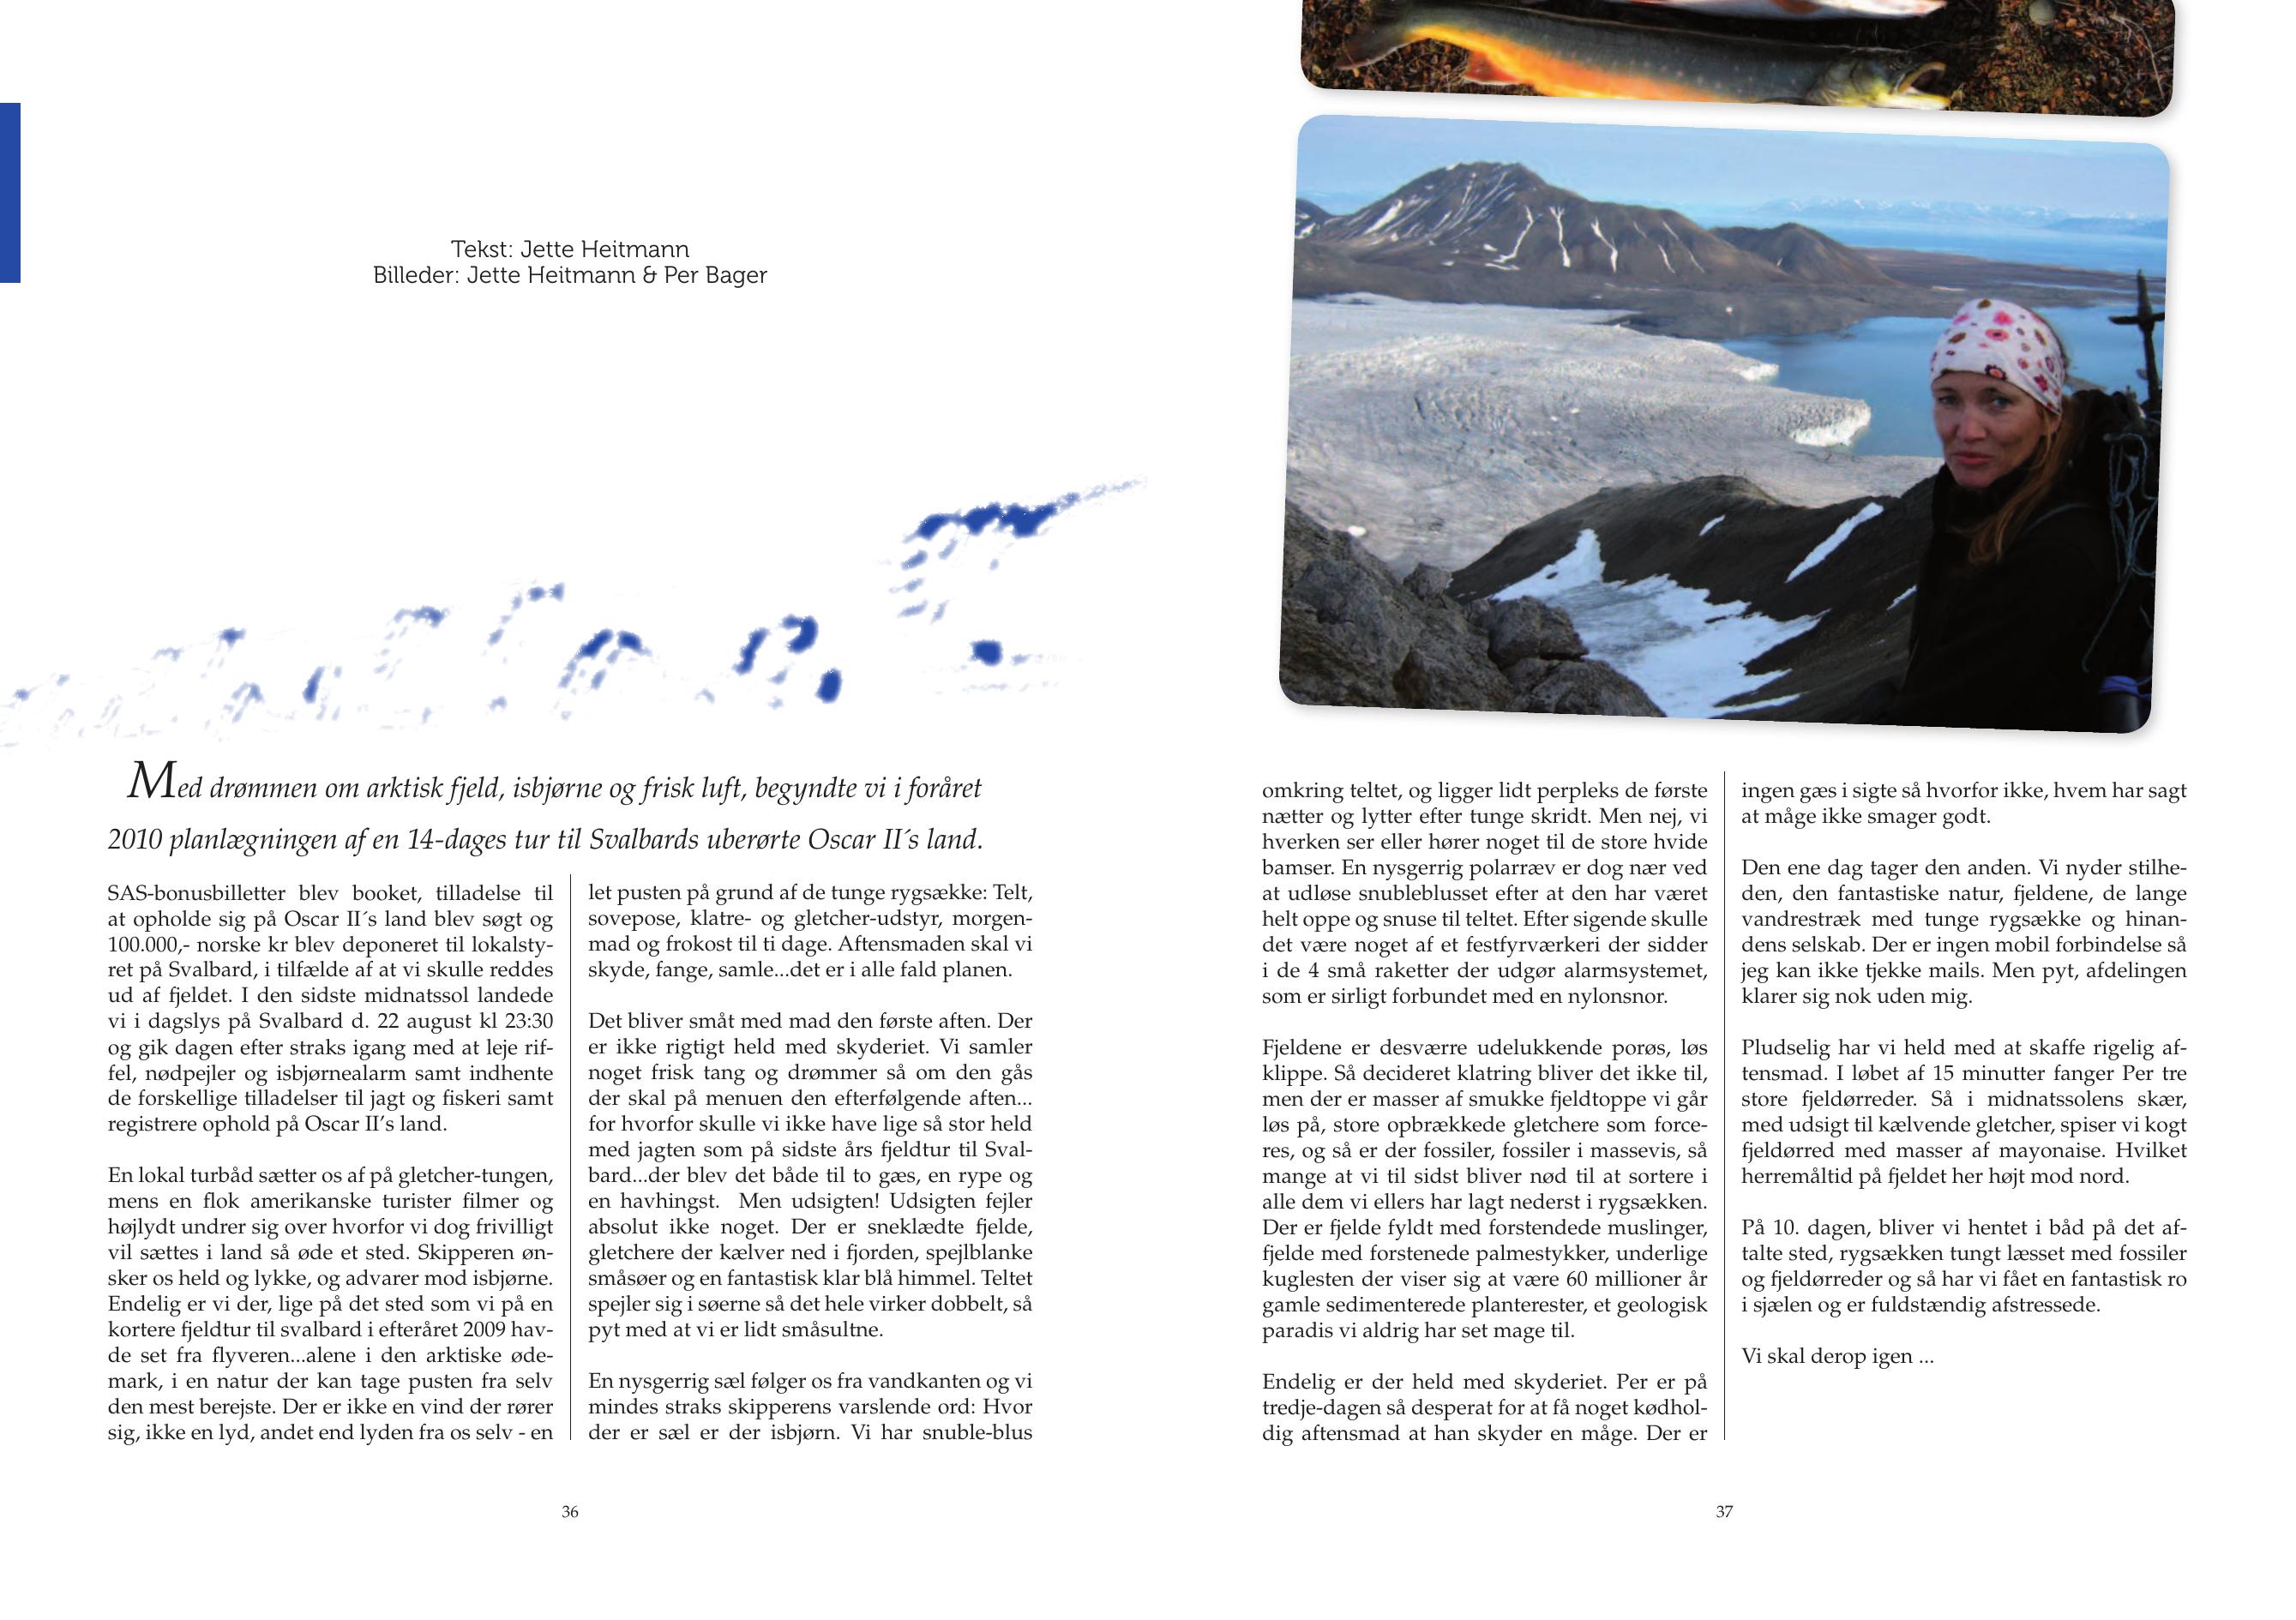 Tekst: Jette Heitmann
Billeder: Jette Heitmann & Per Bager
Med drømmen om arktisk fjeld, isbjørne og frisk luft, begyndte vi i foråret
2010 planlægningen af en 14-dages tur til Svalbards uberørte Oscar II´s land.
SAS-bonusbilletter blev booket, tilladelse til
at opholde sig på Oscar II´s land blev søgt og
100.000,- norske kr blev deponeret til lokalsty-
ret på Svalbard, i tilfælde af at vi skulle reddes
ud af fjeldet. I den sidste midnatssol landede
vi i dagslys på Svalbard d. 22 august kl 23:30
og gik dagen efter straks igang med at leje rif-
fel, nødpejler og isbjørnealarm samt indhente
de forskellige tilladelser til jagt og fiskeri samt
registrere ophold på Oscar II’s land.
En lokal turbåd sætter os af på gletcher-tungen,
mens en flok amerikanske turister filmer og
højlydt undrer sig over hvorfor vi dog frivilligt
vil sættes i land så øde et sted. Skipperen øn-
sker os held og lykke, og advarer mod isbjørne.
Endelig er vi der, lige på det sted som vi på en
kortere fjeldtur til svalbard i efteråret 2009 hav-
de set fra flyveren...alene i den arktiske øde-
mark, i en natur der kan tage pusten fra selv
den mest berejste. Der er ikke en vind der rører
sig, ikke en lyd, andet end lyden fra os selv - en
let pusten på grund af de tunge rygsække: Telt,
sovepose, klatre- og gletcher-udstyr, morgen-
mad og frokost til ti dage. Aftensmaden skal vi
skyde, fange, samle...det er i alle fald planen.
Det bliver småt med mad den første aften. Der
er ikke rigtigt held med skyderiet. Vi samler
noget frisk tang og drømmer så om den gås
der skal på menuen den efterfølgende aften...
for hvorfor skulle vi ikke have lige så stor held
med jagten som på sidste års fjeldtur til Sval-
bard...der blev det både til to gæs, en rype og
en havhingst. Men udsigten! Udsigten fejler
absolut ikke noget. Der er sneklædte fjelde,
gletchere der kælver ned i fjorden, spejlblanke
småsøer og en fantastisk klar blå himmel. Teltet
spejler sig i søerne så det hele virker dobbelt, så
pyt med at vi er lidt småsultne.
En nysgerrig sæl følger os fra vandkanten og vi
mindes straks skipperens varslende ord: Hvor
der er sæl er der isbjørn. Vi har snuble-blus
36
omkring teltet, og ligger lidt perpleks de første
nætter og lytter efter tunge skridt. Men nej, vi
hverken ser eller hører noget til de store hvide
bamser. En nysgerrig polarræv er dog nær ved
at udløse snubleblusset efter at den har været
helt oppe og snuse til teltet. Efter sigende skulle
det være noget af et festfyrværkeri der sidder
i de 4 små raketter der udgør alarmsystemet,
som er sirligt forbundet med en nylonsnor.
Fjeldene er desværre udelukkende porøs, løs
klippe. Så decideret klatring bliver det ikke til,
men der er masser af smukke fjeldtoppe vi går
løs på, store opbrækkede gletchere som force-
res, og så er der fossiler, fossiler i massevis, så
mange at vi til sidst bliver nød til at sortere i
alle dem vi ellers har lagt nederst i rygsækken.
Der er fjelde fyldt med forstendede muslinger,
fjelde med forstenede palmestykker, underlige
kuglesten der viser sig at være 60 millioner år
gamle sedimenterede planterester, et geologisk
paradis vi aldrig har set mage til.
Endelig er der held med skyderiet. Per er på
tredje-dagen så desperat for at få noget kødhol-
dig aftensmad at han skyder en måge. Der er
ingen gæs i sigte så hvorfor ikke, hvem har sagt
at måge ikke smager godt.
Den ene dag tager den anden. Vi nyder stilhe-
den, den fantastiske natur, fjeldene, de lange
vandrestræk med tunge rygsække og hinan-
dens selskab. Der er ingen mobil forbindelse så
jeg kan ikke tjekke mails. Men pyt, afdelingen
klarer sig nok uden mig.
Pludselig har vi held med at skaffe rigelig af-
tensmad. I løbet af 15 minutter fanger Per tre
store fjeldørreder. Så i midnatssolens skær,
med udsigt til kælvende gletcher, spiser vi kogt
fjeldørred med masser af mayonaise. Hvilket
herremåltid på fjeldet her højt mod nord.
På 10. dagen, bliver vi hentet i båd på det af-
talte sted, rygsækken tungt læsset med fossiler
og fjeldørreder og så har vi fået en fantastisk ro
i sjælen og er fuldstændig afstressede.
Vi skal derop igen ...
37